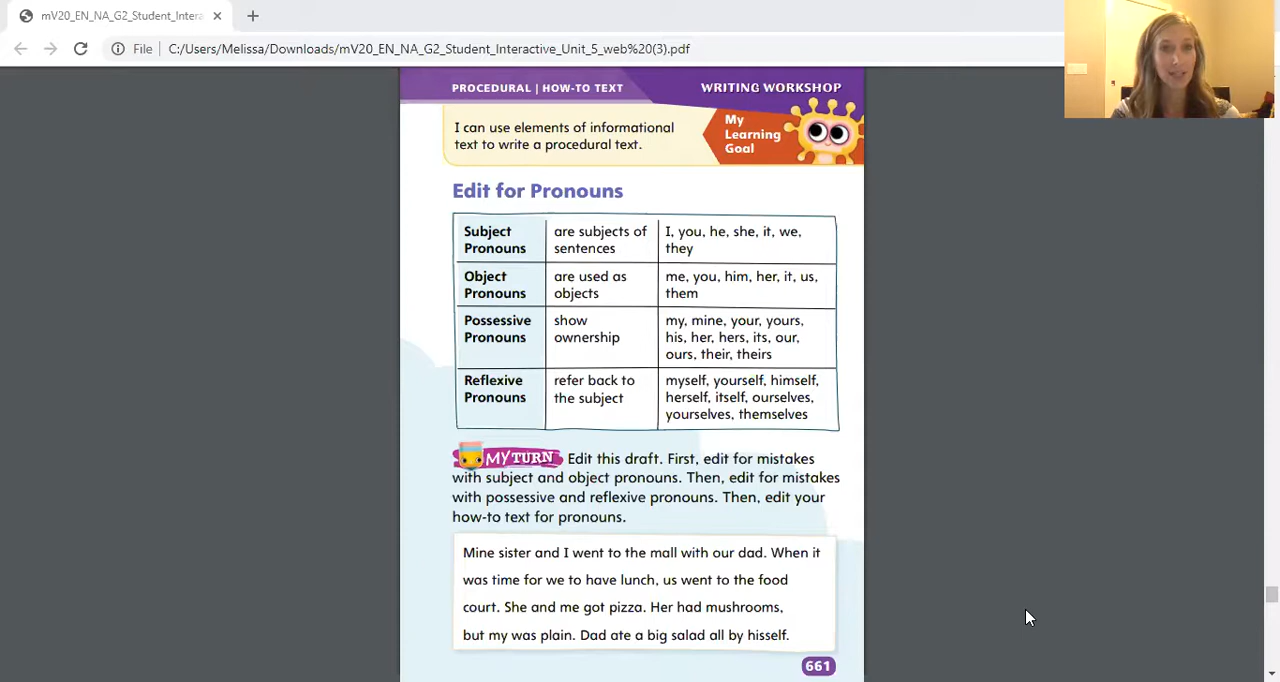 mV20_EN_NA_G2_Student_Intera
File C:/Users/Melissa/Downloads/mV20_EN_NA_G2_Student_Interactive_Unit_5_web%20(3).pdf
PROCEDURAL | HOW-TO TEXT WRITING WORKSHOP
I can use elements of informational
text to write a procedural text.
My
Learning
Goal
Edit for Pronouns
Subject
Pronouns
are subjects of
sentences
I, you, he, she, it, we,
they
Object
Pronouns
are used as
objects
me, you, him, her, it, us,
them
Possessive
Pronouns
show
ownership
my, mine, your, yours,
his, her, hers, its, our,
ours, their, theirs
Reflexive
Pronouns
refer back to
the subject
myself, yourself, himself,
herself, itself, ourselves,
yourselves, themselves
MY TURN Edit this draft. First, edit for mistakes
with subject and object pronouns. Then, edit for mistakes
with possessive and reflexive pronouns. Then, edit your
how-to text for pronouns.
Mine sister and I went to the mall with our dad. When it
was time for we to have lunch, us went to the food
court. She and me got pizza. Her had mushrooms,
but my was plain. Dad ate a big salad all by hisself.
661